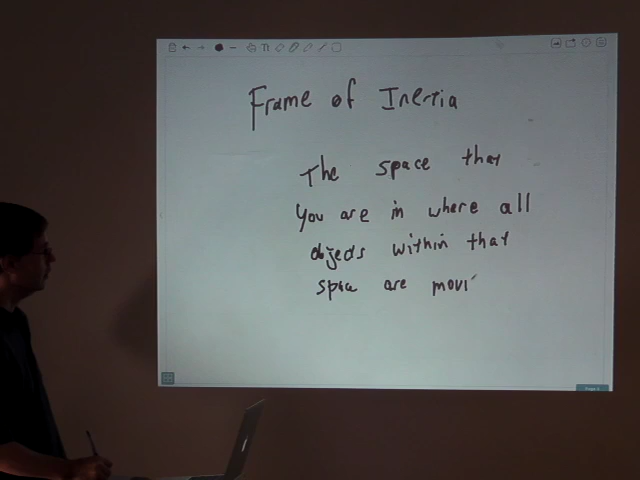 Frame of Inertia
The space that
you are in where all
objects within that
space are movi